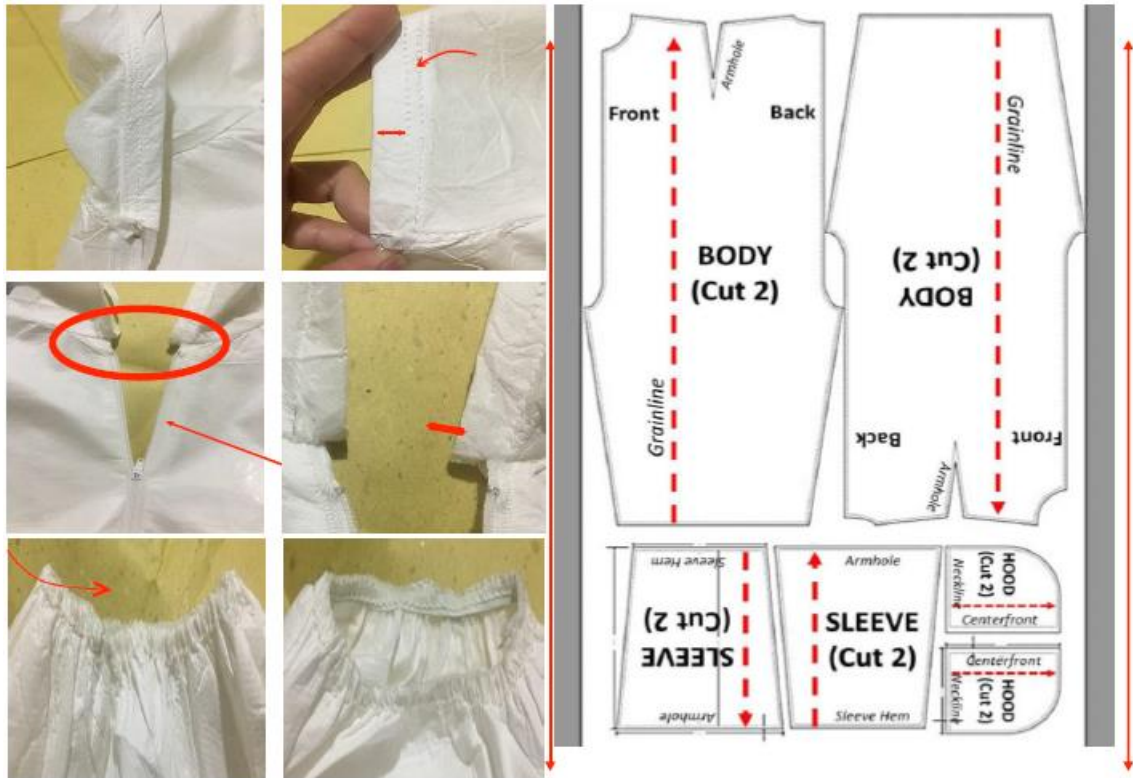 Front
Armhole
Back
BODY
(Cut 2)
Grainline
Grainline
BODY
(Cut 2)
Back
Armhole
Front
Sleeve Hem
SLEEVE
(Cut 2)
Armhole
Armhole
SLEEVE
(Cut 2)
Sleeve Hem
Neckline
HOOD
(Cut 2)
Centerfront
Centerfront
Neckline
HOOD
(Cut 2)